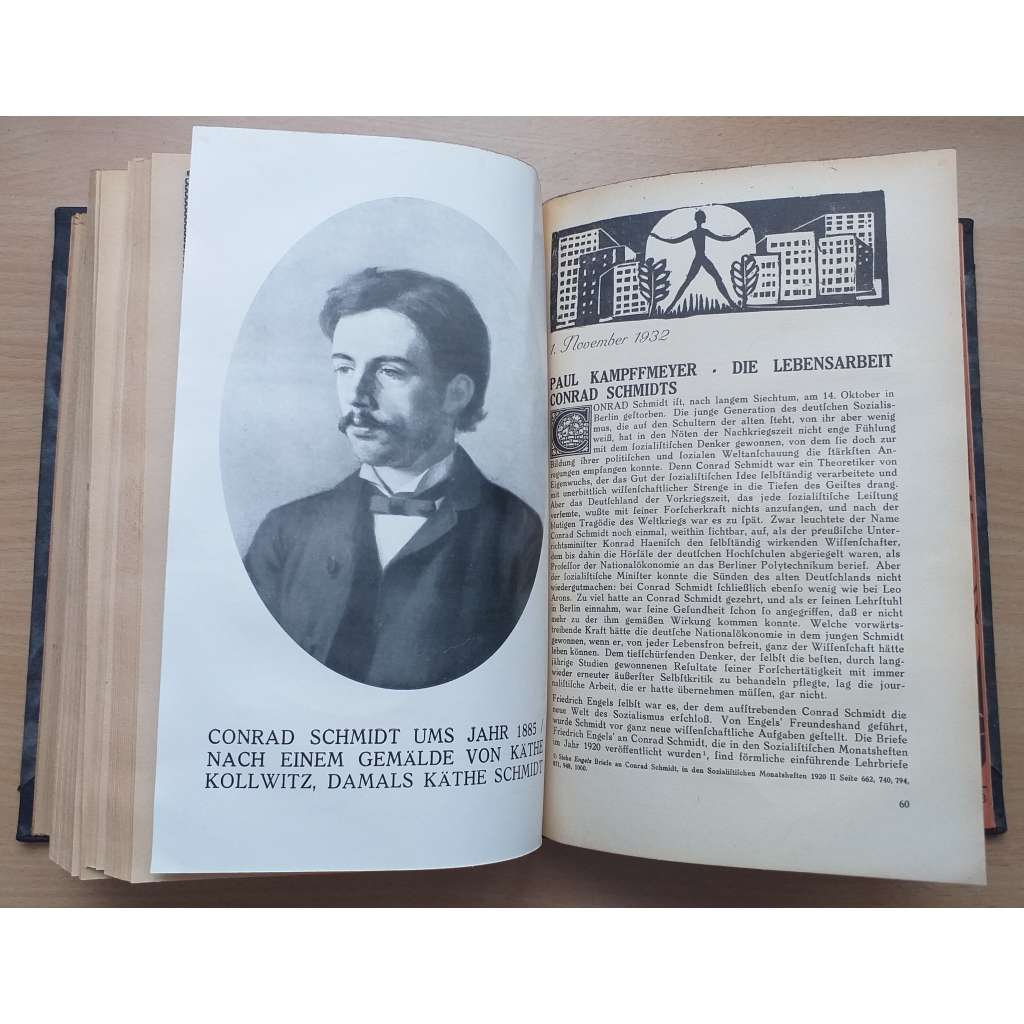 CONRAD SCHMIDT UMS JAHR 1885 /
NACH EINEM GEMÄLDE VON KÄTHE
KOLLWITZ, DAMALS KÄTHE SCHMIDT
1. November 1932
PAUL KAMPFFMEYER · DIE LEBENSARBEIT
CONRAD SCHMIDTS
CONRAD Schmidt iſt, nach langem Siechtum, am 14. Oktober in
Berlin geſtorben. Die junge Generation des deutſchen Sozialis-
mus, die auf den Schultern der alten ſteht, von ihr aber wenig
weiß, hat in den Nöten der Nachkriegszeit nicht enge Fühlung
mit dem ſozialiſtiſchen Denker gewonnen, von dem ſie doch zur
Bildung ihrer politiſchen und ſozialen Weltanſchauung die ſtärkſten An-
regungen empfangen konnte. Denn Conrad Schmidt war ein Theoretiker von
Eigenwuchs, der das Gut der ſozialiſtiſchen Idee ſelbſtändig verarbeitete und
mit unerbittlich wiſſenſchaftlicher Strenge in die Tiefen des Geiſtes drang.
Aber das Deutſchland der Vorkriegszeit, das jede ſozialiſtiſche Leiſtung
verfemte, wußte mit ſeiner Forſcherkraft nichts anzufangen, und nach der
blutigen Tragödie des Weltkriegs war es zu ſpät. Zwar leuchtete der Name
Conrad Schmidt noch einmal, weithin ſichtbar, auf, als der preußiſche Unter-
richtsminiſter Konrad Haeniſch den ſelbſtändig wirkenden Wiſſenſchafter,
dem bis dahin die Hörſäle der deutſchen Hochſchulen abgeriegelt waren, als
Profeſſor der Nationalökonomie an das Berliner Polytechnikum berief. Aber
der ſozialiſtiſche Miniſter konnte die Sünden des alten Deutſchlands nicht
wiedergutmachen: bei Conrad Schmidt ſchließlich ebenſo wenig wie bei Leo
Arons. Zu viel hatte an Conrad Schmidt gezehrt, und als er ſeinen Lehrſtuhl
in Berlin einnahm, war ſeine Geſundheit ſchon ſo angegriffen, daß er nicht
mehr zu der ihm gemäßen Wirkung kommen konnte. Welche vorwärts-
treibende Kraft hätte die deutſche Nationalökonomie in dem jungen Schmidt
gewonnen, wenn er, von jeder Lebensfron befreit, ganz der Wiſſenſchaft hätte
leben können. Dem tiefſchürfenden Denker, der ſelbſt die beſten, durch lang-
jährige Studien gewonnenen Reſultate ſeiner Forſchertätigkeit mit immer
wieder erneuter äußerſter Selbſtkritik zu behandeln pflegte, lag die jour-
naliſtiſche Arbeit, die er hatte übernehmen müſſen, gar nicht.
Friedrich Engels ſelbſt war es, der dem aufſtrebenden Conrad Schmidt die
neue Welt des Sozialismus erſchloß. Von Engels' Freundeshand geführt,
wurde Schmidt vor ganz neue wiſſenſchaftliche Aufgaben geſtellt. Die Briefe
Friedrich Engels' an Conrad Schmidt, die in den Sozialiſtiſchen Monatsheften
im Jahr 1920 veröffentlicht wurden¹, ſind förmliche einführende Lehrbriefe
Siehe Engels Briefe an Conrad Schmidt, in den Sozialiſtiſchen Monatsheften 1920 II Seite 662, 740, 794,
871, 948, 1000.
60